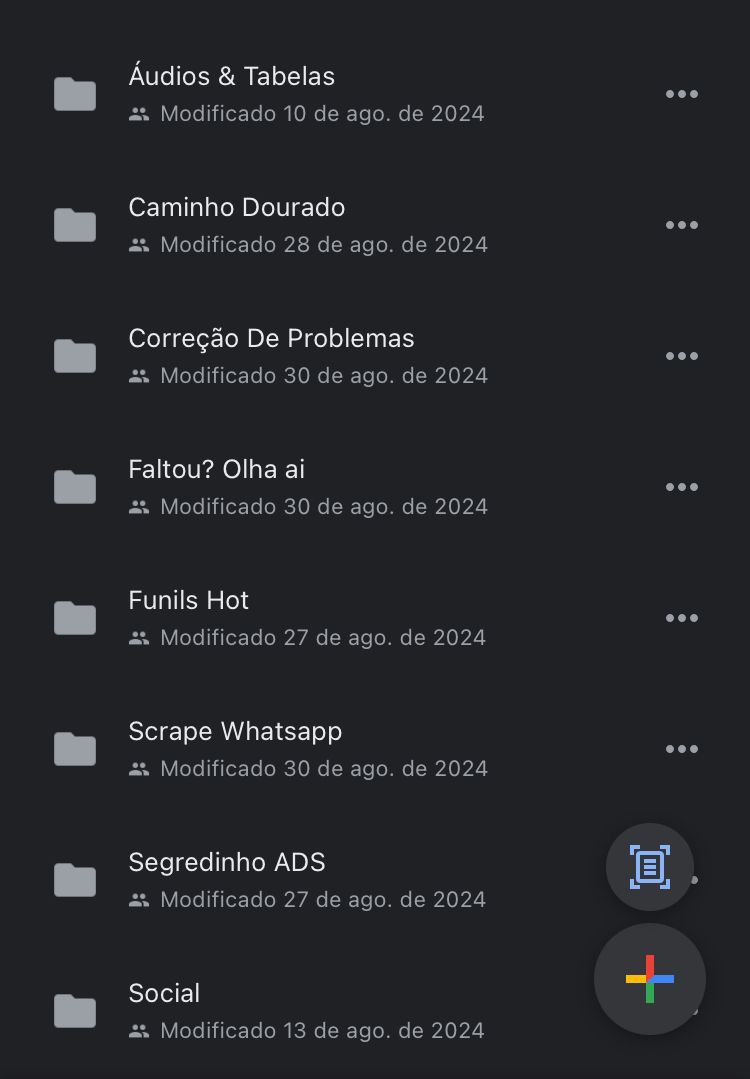 Áudios & Tabelas
Modificado 10 de ago. de 2024
Caminho Dourado
Modificado 28 de ago. de 2024
Correção De Problemas
Modificado 30 de ago. de 2024
Faltou? Olha ai
Modificado 30 de ago. de 2024
Funils Hot
Modificado 27 de ago. de 2024
Scrape Whatsapp
Modificado 30 de ago. de 2024
Segredinho ADS
Modificado 27 de ago. de 2024
Social
Modificado 13 de ago. de 2024